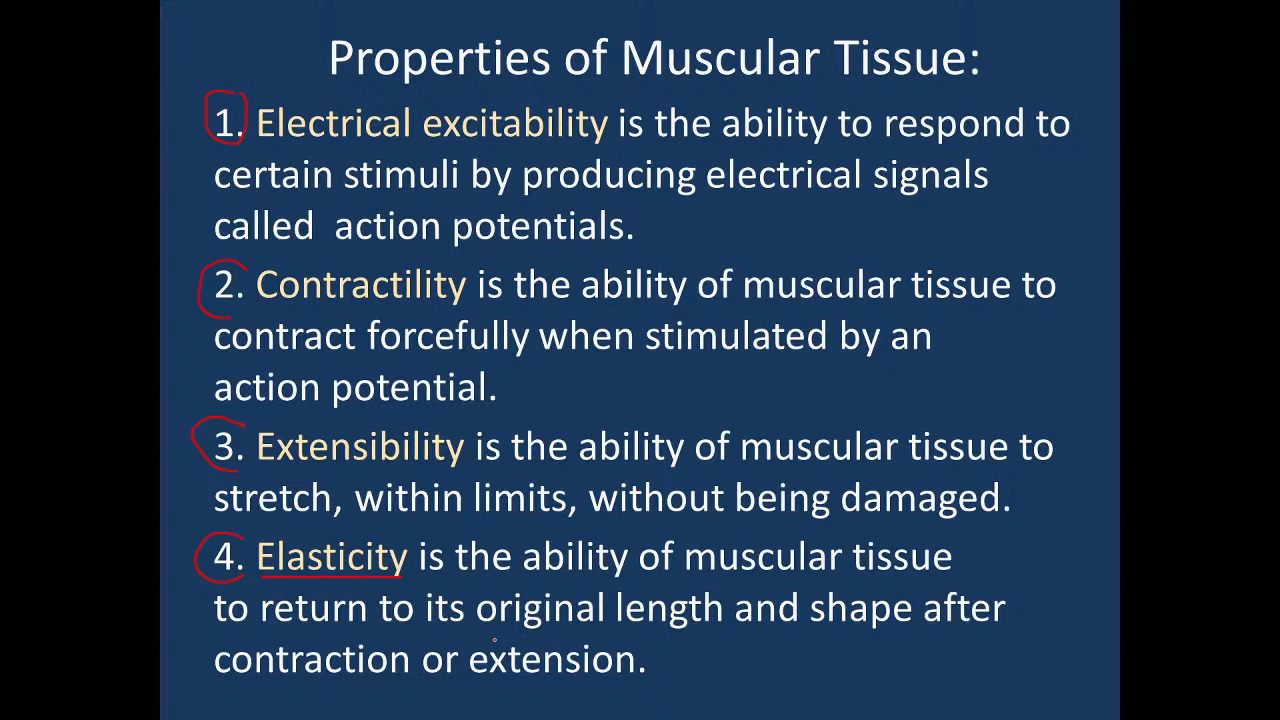 Properties of Muscular Tissue:
1. Electrical excitability is the ability to respond to
certain stimuli by producing electrical signals
called  action potentials.
2. Contractility is the ability of muscular tissue to
contract forcefully when stimulated by an
action potential.
3. Extensibility is the ability of muscular tissue to
stretch, within limits, without being damaged.
4. Elasticity is the ability of muscular tissue
to return to its original length and shape after
contraction or extension.